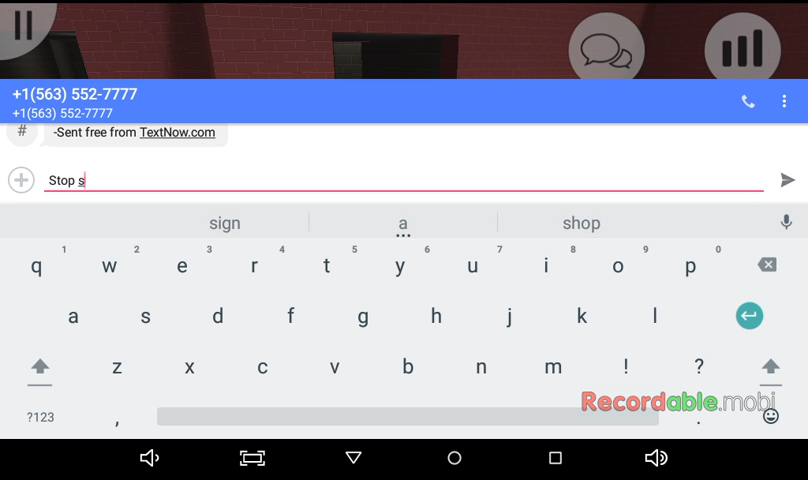 +1(563) 552-7777
+1(563) 552-7777
# -Sent free from TextNow.com
Stop s
sign a shop
1 2 3 4 5 6 7 8 9 0
q w e r t y u i o p
a s d f g h j k l
z x c v b n m ! ?
Recordable.mobi
?123 , .